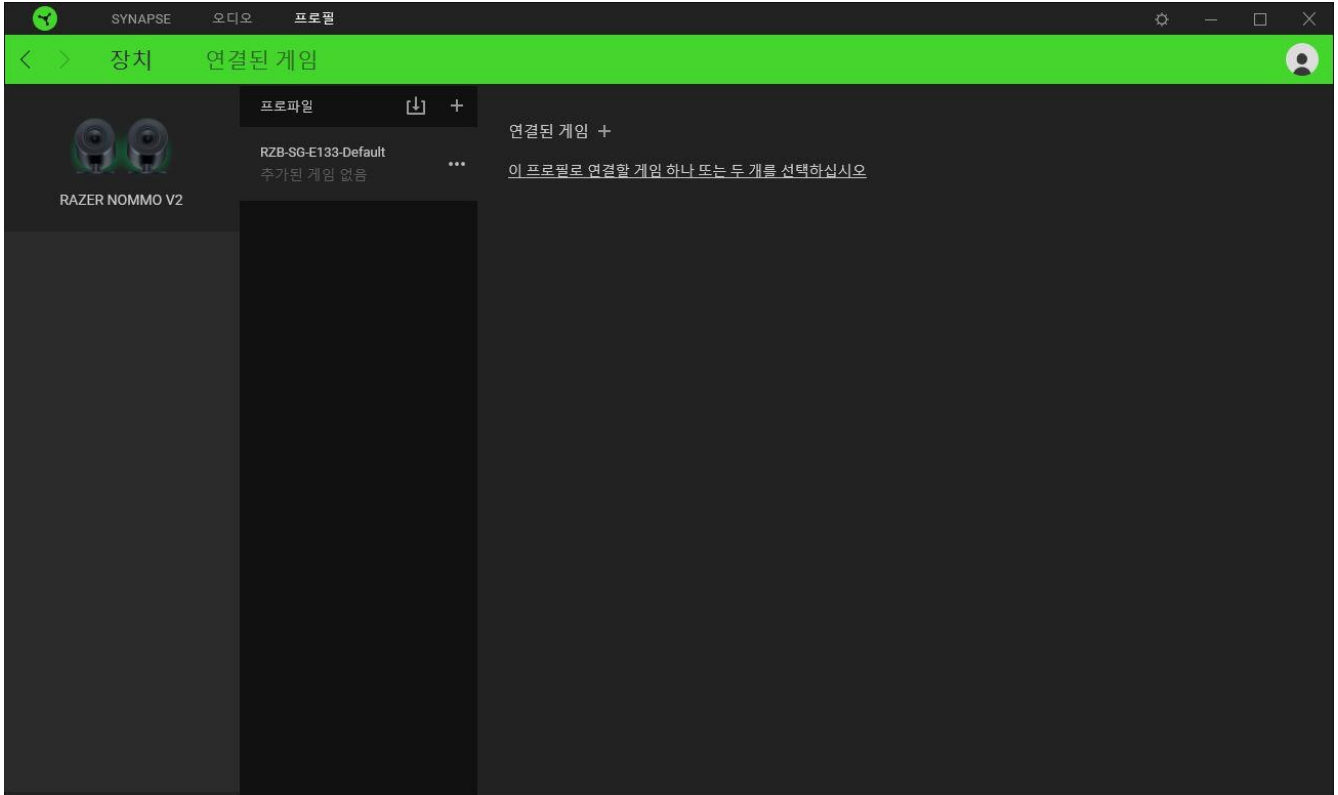 SYNAPSE 오디오 프로필
장치 연결된 게임
RAZER NOMMO V2
프로파일
RZB-SG-E133-Default
추가된 게임 없음
연결된 게임 +
이 프로필로 연결할 게임 하나 또는 두 개를 선택하십시오